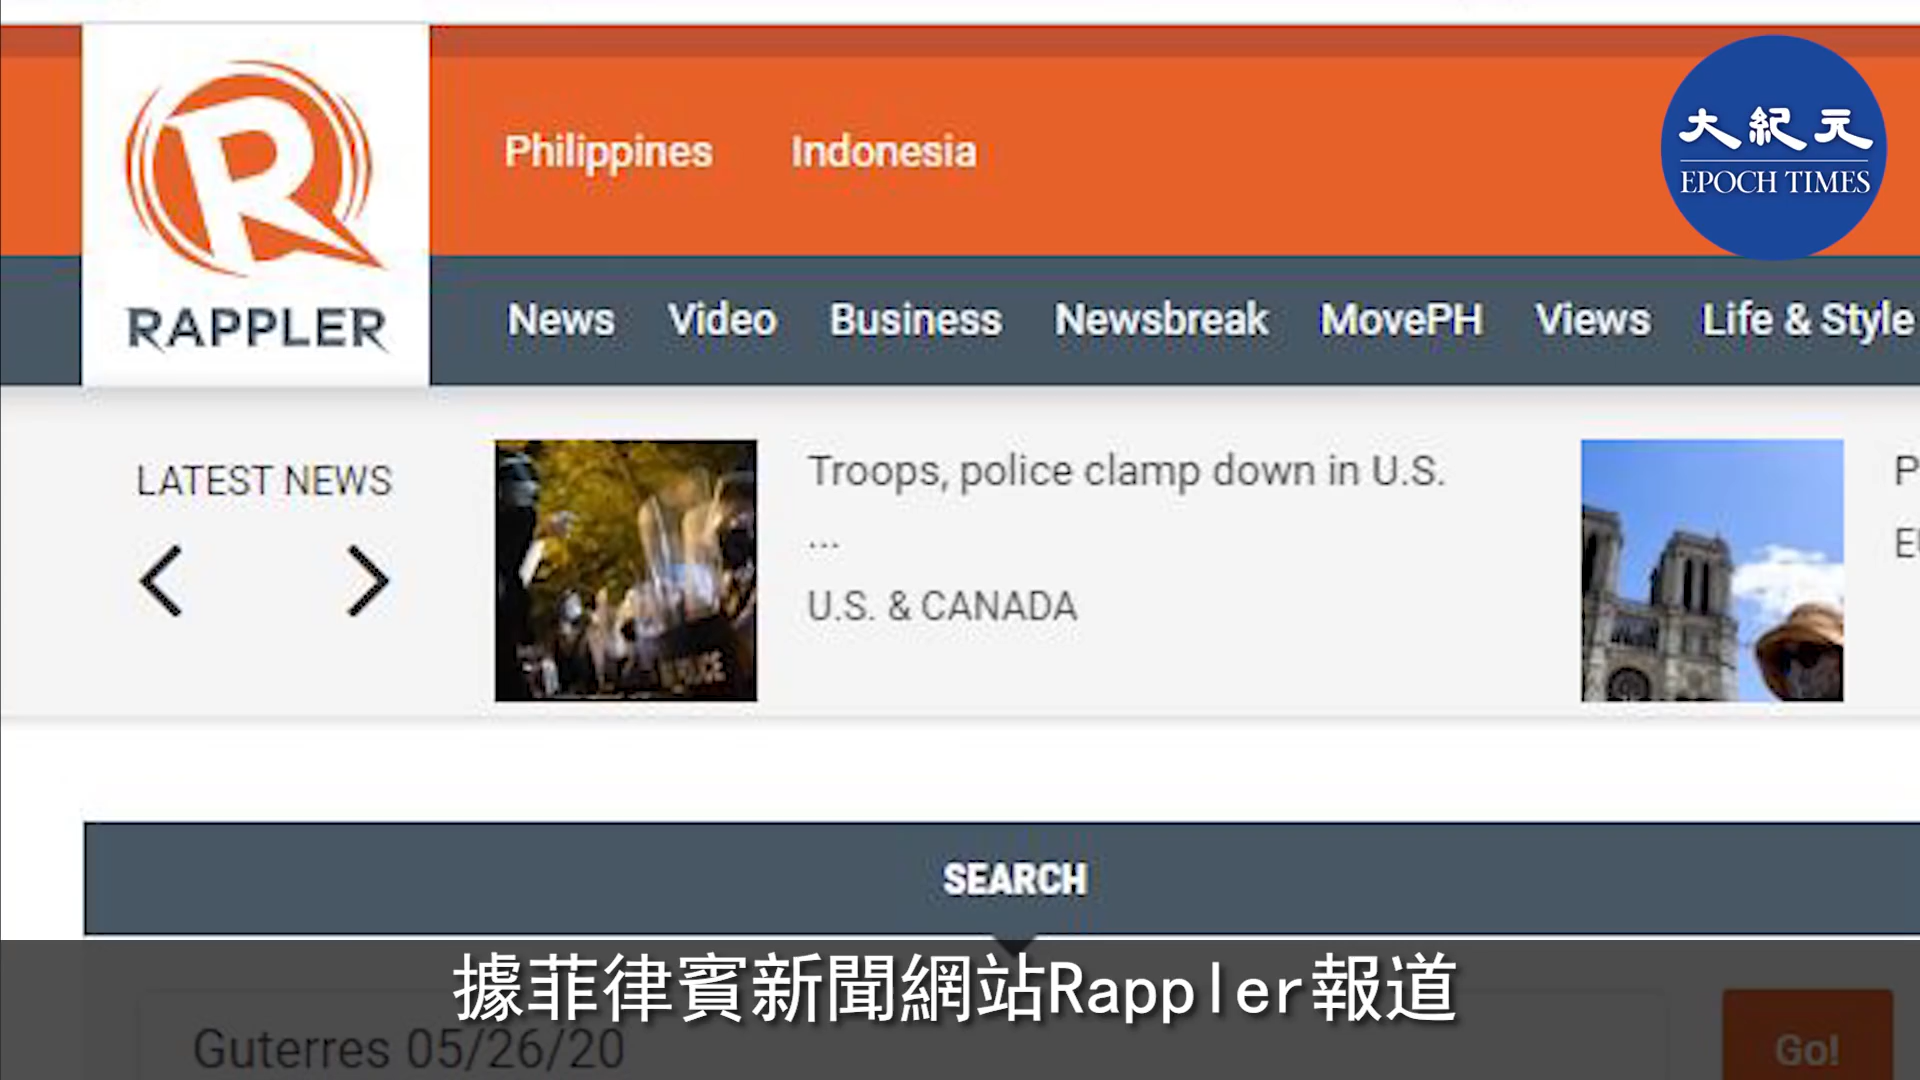 RAPPLER
Philippines Indonesia
大紀元
EPOCH TIMES
News Video Business Newsbreak MovePH Views Life & Style
LATEST NEWS
Troops, police clamp down in U.S.
...
U.S. & CANADA
POLICE
SEARCH
據菲律賓新聞網站Rappler報道
Guterres 05/26/20
Go!